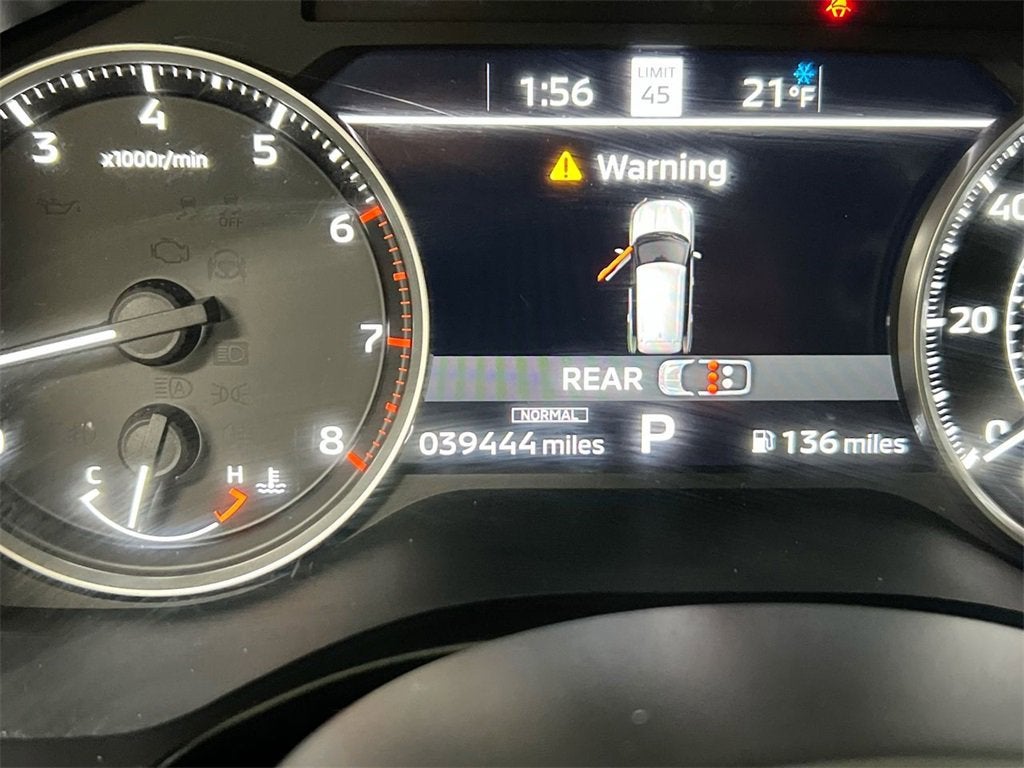 1:56
LIMIT
45
21°F
Warning
REAR
NORMAL
039444 miles
P
136 miles
3
4
5
6
7
8
x1000r/min
OFF
C
H
40
20
0